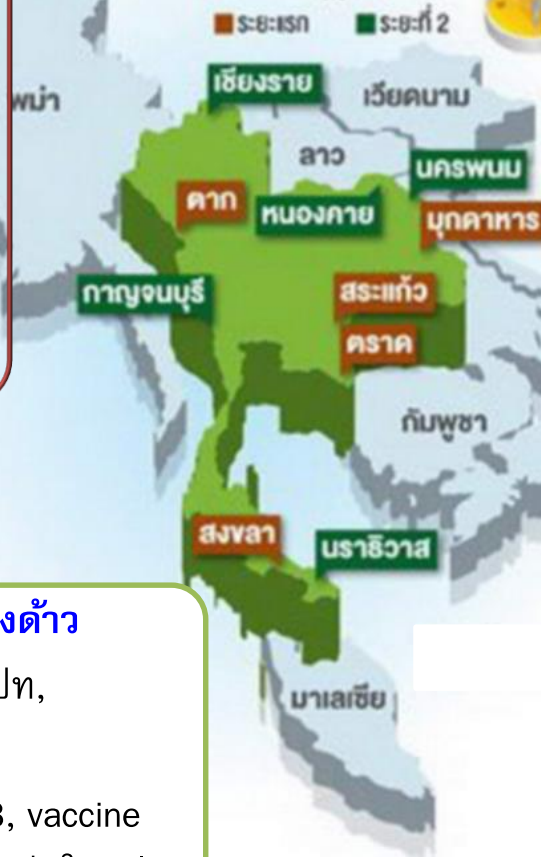 ระยะแรก ระยะที่ 2
เชียงราย
พม่า
เวียดนาม
ลาว
นครพนม
ตาก
หนองคาย
มุกดาหาร
กาญจนบุรี
สระแก้ว
ตราด
กัมพูชา
สงขลา
นราธิวาส
งด้าว
ปท,
มาเลเซีย
3, vaccine